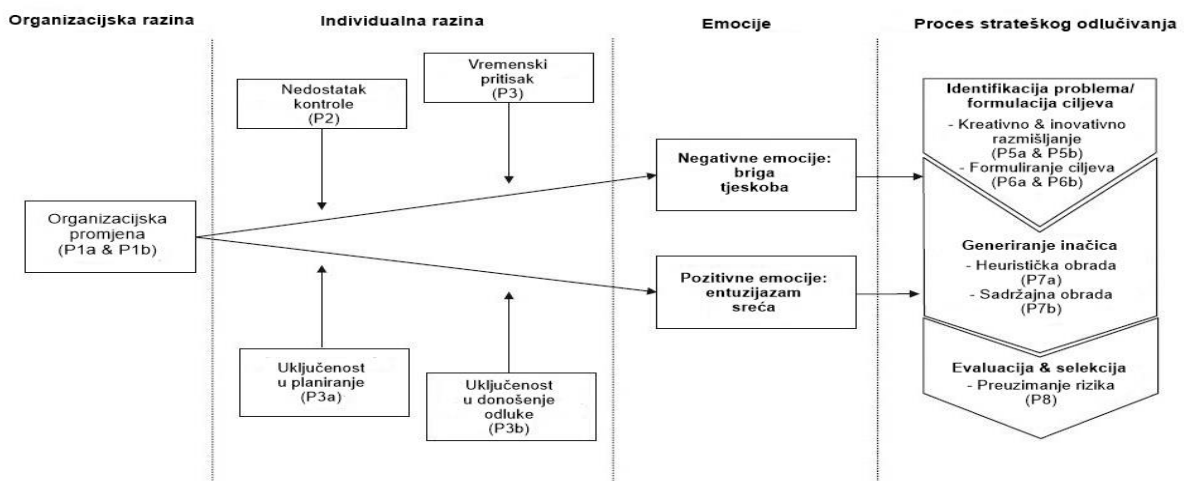 Organizacijska razina
Individualna razina
Emocije
Proces strateškog odlučivanja
Organizacijska
promjena
(P1a & P1b)
Nedostatak
kontrole
(P2)
Vremenski
pritisak
(P3)
Uključenost
u planiranje
(P3a)
Uključenost
u donošenje
odluke
(P3b)
Negativne emocije:
briga
tjeskoba
Pozitivne emocije:
entuzijazam
sreća
Identifikacija problema/
formulacija ciljeva
- Kreativno & inovativno
razmišljanje
(P5a & P5b)
- Formuliranje ciljeva
(P6a & P6b)
Generiranje inačica
- Heuristička obrada
(P7a)
- Sadržajna obrada
(P7b)
Evaluacija & selekcija
- Preuzimanje rizika
(P8)